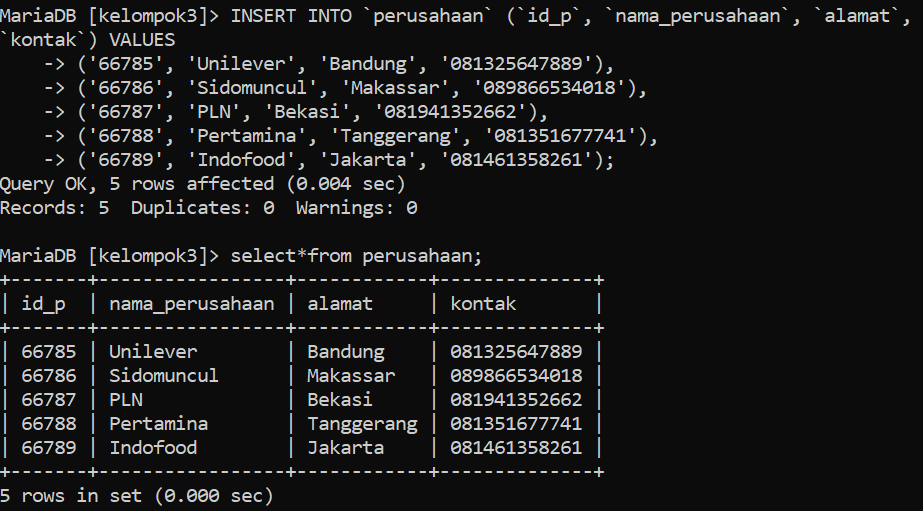 MariaDB [kelompok3]> INSERT INTO `perusahaan` (`id_p`, `nama_perusahaan`, `alamat`,
`kontak`) VALUES
    -> ('66785', 'Unilever', 'Bandung', '081325647889'),
    -> ('66786', 'Sidomuncul', 'Makassar', '089866534018'),
    -> ('66787', 'PLN', 'Bekasi', '081941352662'),
    -> ('66788', 'Pertamina', 'Tanggerang', '081351677741'),
    -> ('66789', 'Indofood', 'Jakarta', '081461358261');
Query OK, 5 rows affected (0.004 sec)
Records: 5  Duplicates: 0  Warnings: 0

MariaDB [kelompok3]> select*from perusahaan;
+-------+-----------------+------------+--------------+
| id_p  | nama_perusahaan | alamat     | kontak       |
+-------+-----------------+------------+--------------+
| 66785 | Unilever        | Bandung    | 081325647889 |
| 66786 | Sidomuncul      | Makassar   | 089866534018 |
| 66787 | PLN             | Bekasi     | 081941352662 |
| 66788 | Pertamina       | Tanggerang | 081351677741 |
| 66789 | Indofood        | Jakarta    | 081461358261 |
+-------+-----------------+------------+--------------+
5 rows in set (0.000 sec)